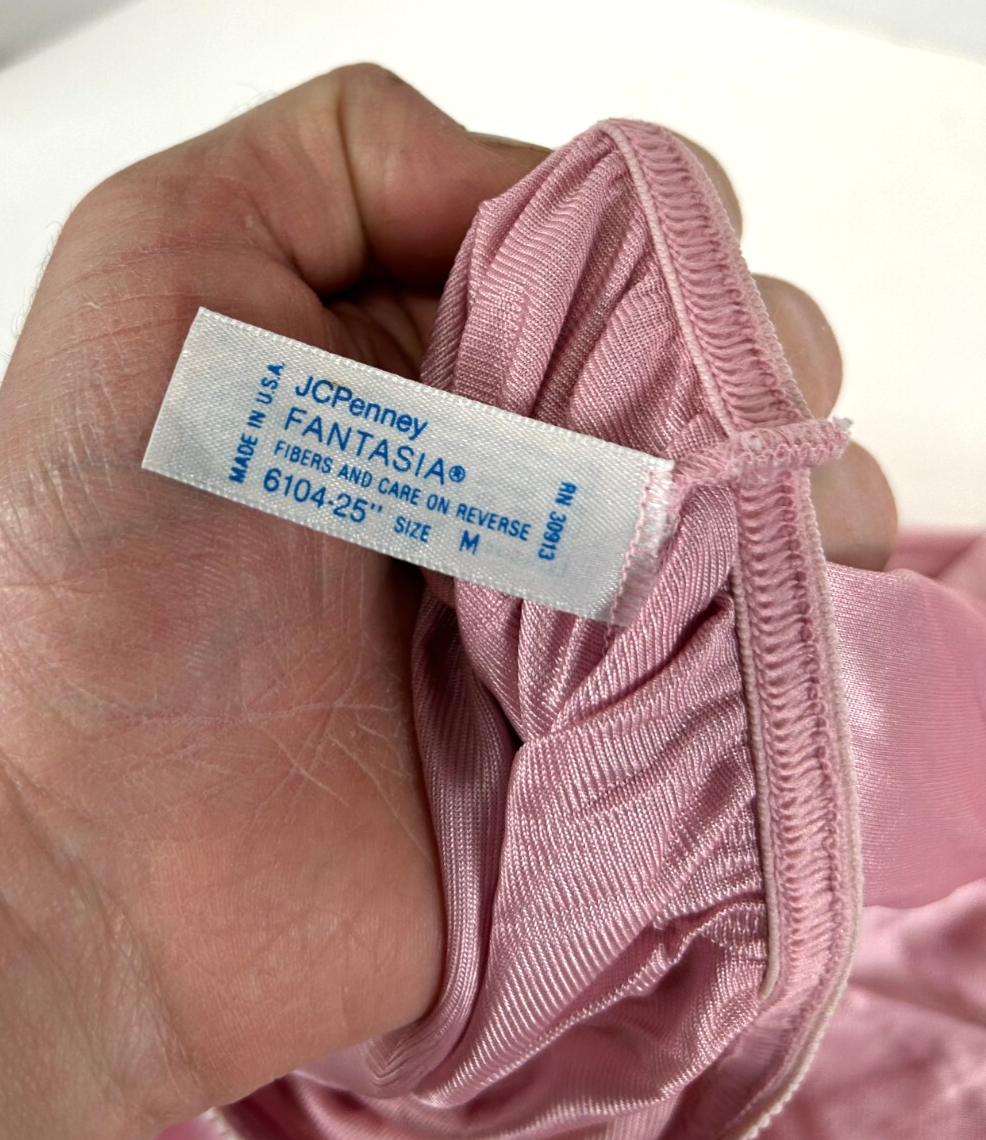 MADE IN U.S.A.
JCPenney
FANTASIA®
FIBERS AND CARE ON REVERSE
6104-25" SIZE M
RN 30913